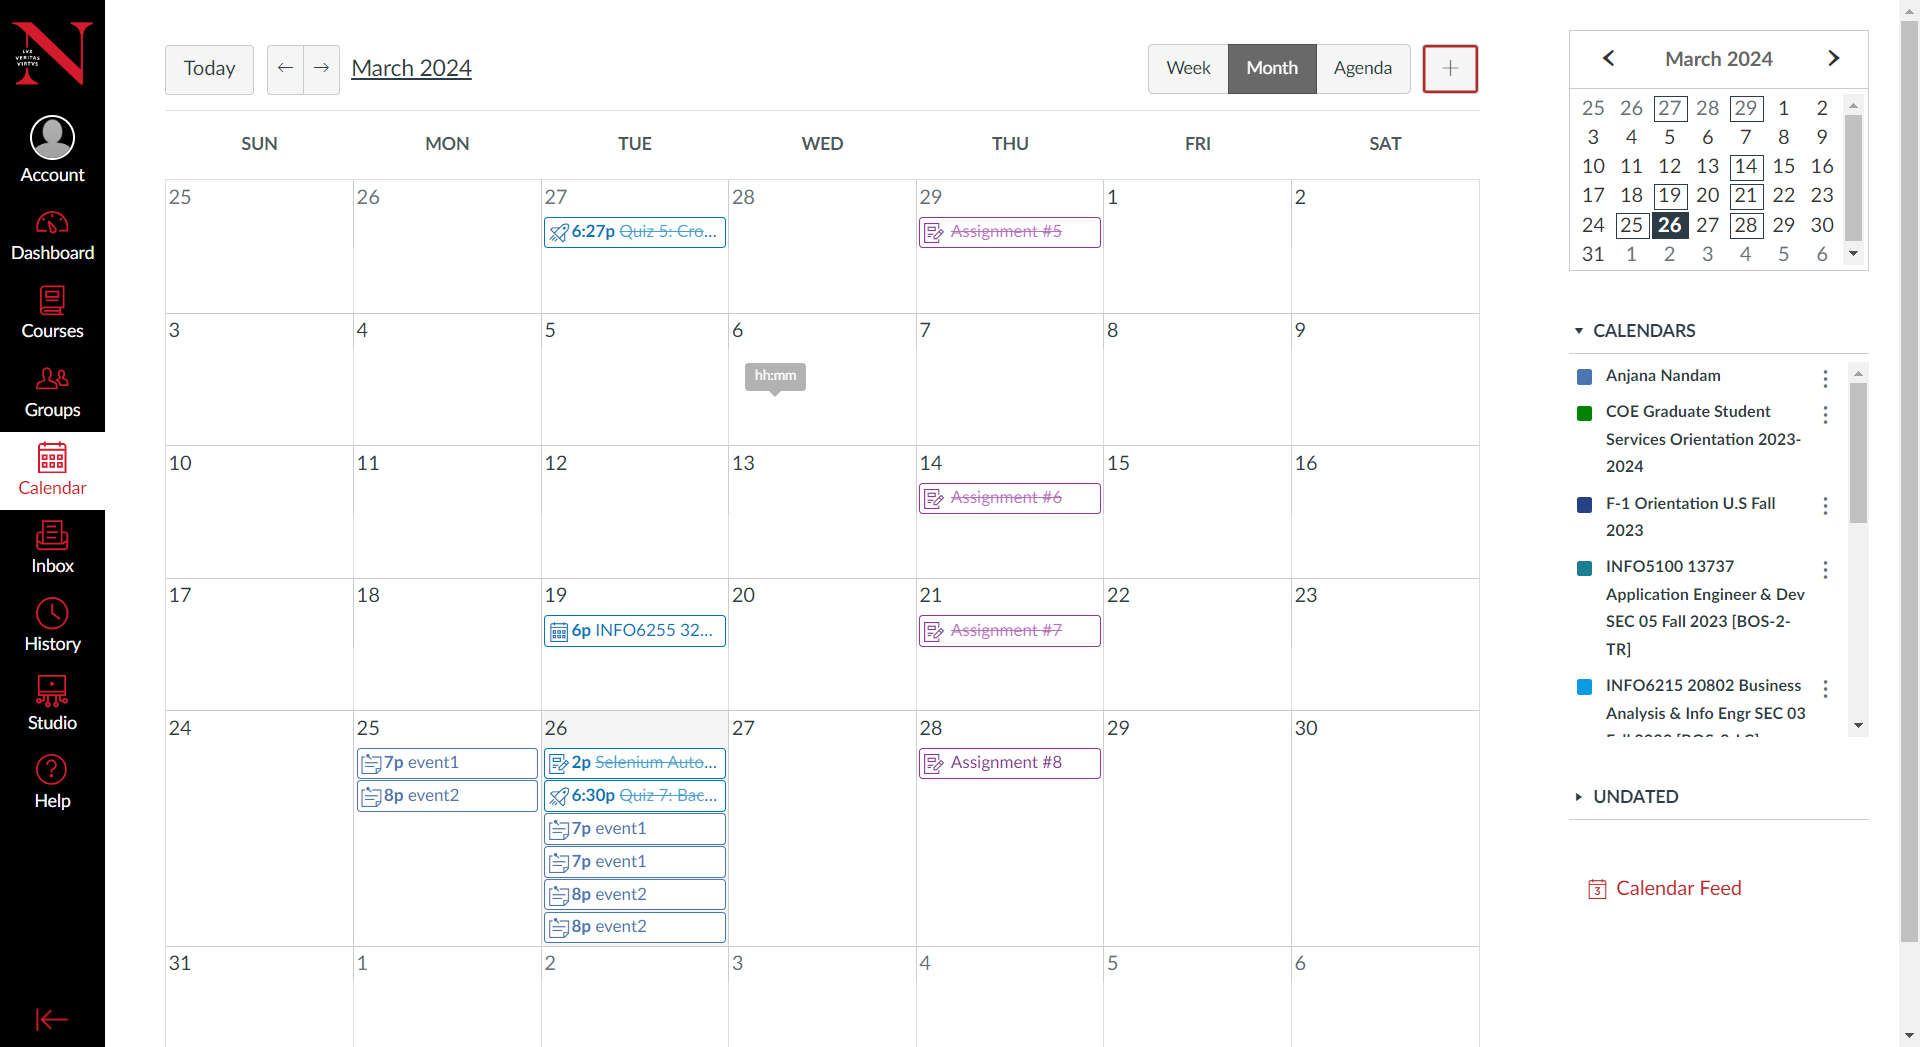 LVX
VERITAS
VIRTVS
Account
Dashboard
Courses
Groups
Calendar
Inbox
History
Studio
Help
Today ← → March 2024
Week Month Agenda +
SUN MON TUE WED THU FRI SAT
25 26 27 28 29 1 2
6:27p Quiz 5: Cro...
Assignment #5
3 4 5 6 7 8 9
hh:mm
10 11 12 13 14 15 16
Assignment #6
17 18 19 20 21 22 23
6p INFO6255 32...
Assignment #7
24 25 26 27 28 29 30
7p event1
8p event2
2p Selenium Auto...
6:30p Quiz 7: Bac...
7p event1
7p event1
8p event2
8p event2
Assignment #8
31 1 2 3 4 5 6
March 2024
25 26 27 28 29 1 2
3 4 5 6 7 8 9
10 11 12 13 14 15 16
17 18 19 20 21 22 23
24 25 26 27 28 29 30
31 1 2 3 4 5 6
CALENDARS
Anjana Nandam
COE Graduate Student
Services Orientation 2023-
2024
F-1 Orientation U.S Fall
2023
INFO5100 13737
Application Engineer & Dev
SEC 05 Fall 2023 [BOS-2-
TR]
INFO6215 20802 Business
Analysis & Info Engr SEC 03
UNDATED
3 Calendar Feed